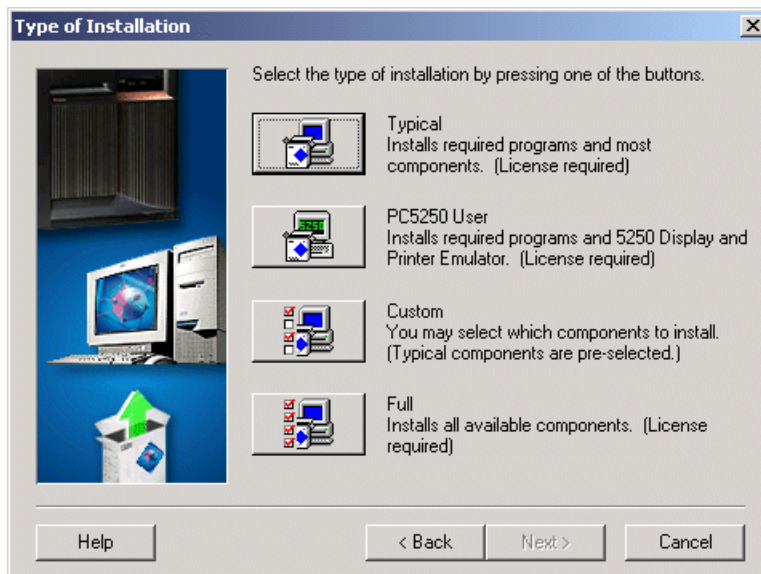 Type of Installation
Select the type of installation by pressing one of the buttons.
Typical
Installs required programs and most
components. (License required)
5250
PC5250 User
Installs required programs and 5250 Display and
Printer Emulator. (License required)
Custom
You may select which components to install.
(Typical components are pre-selected.)
Full
Installs all available components. (License
required)
Help
< Back
Next >
Cancel